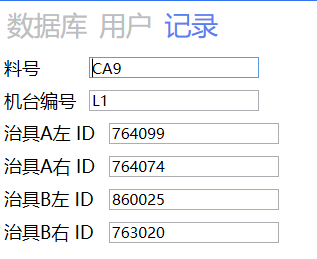 数据库 用户 记录
料号 CA9
机台编号 L1
治具A左 ID 764099
治具A右 ID 764074
治具B左 ID 860025
治具B右 ID 763020